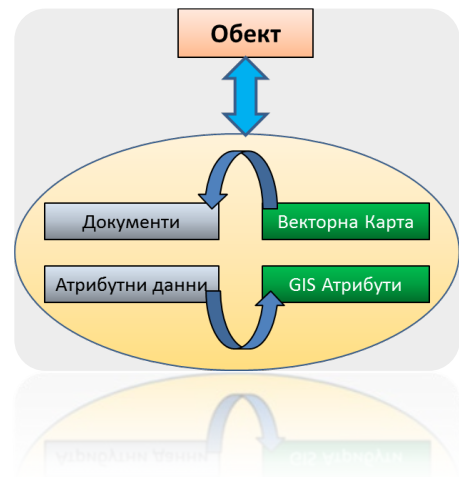 Обект
Документи
Векторна Карта
Атрибутни данни
GIS Атрибути